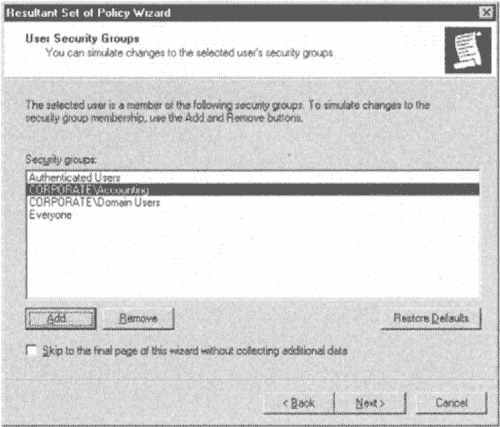 Resultant Set of Policy Wizard
User Security Groups
You can simulate changes to the selected user's security groups.
The selected user is a member of the following security groups. To simulate changes to the
security group membership, use the Add and Remove buttons.
Security groups:
Authenticated Users
CORPORATE\Accounting
CORPORATE\Domain Users
Everyone
Add...
Remove
Restore Defaults
Skip to the final page of this wizard without collecting additional data
< Back
Next >
Cancel